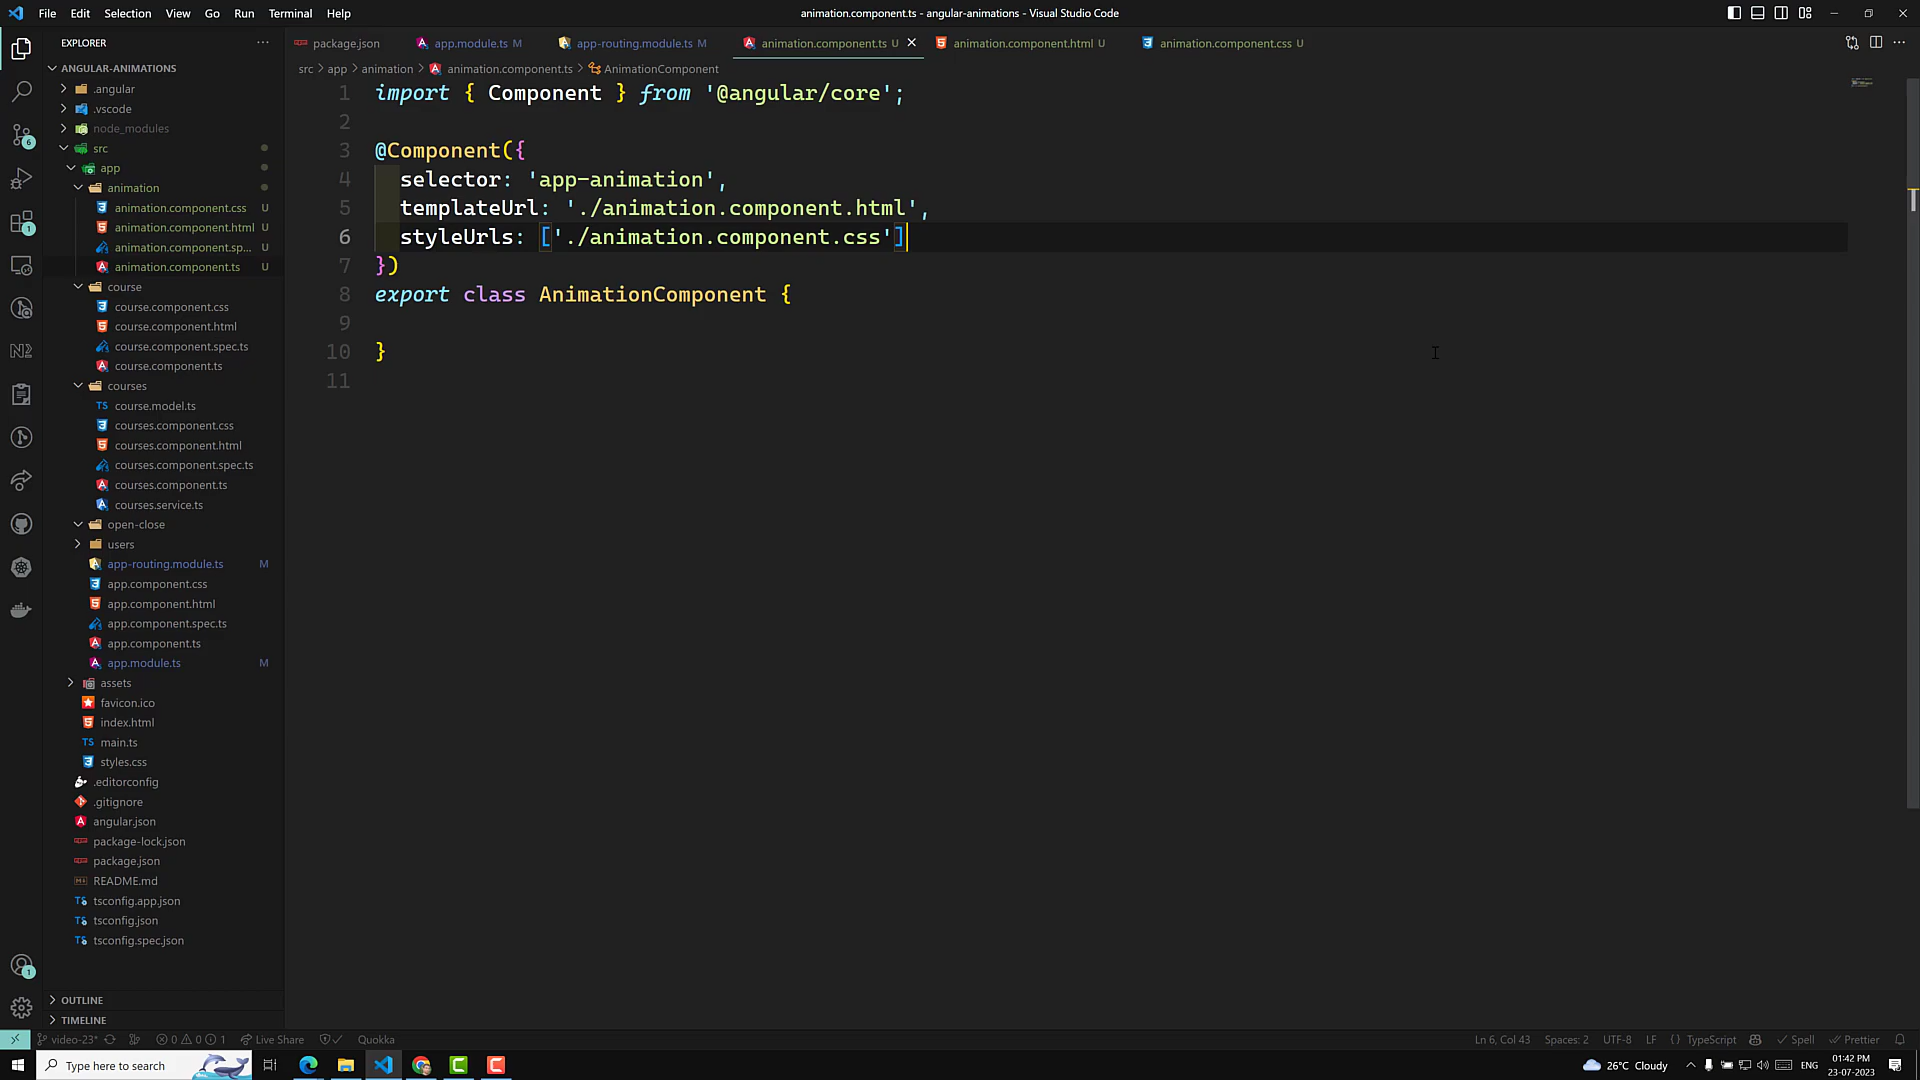 File Edit Selection View Go Run Terminal Help
animation.component.ts - angular-animations - Visual Studio Code
EXPLORER
package.json
app.module.ts M
app-routing.module.ts M
animation.component.ts U
animation.component.html U
animation.component.css U
ANGULAR-ANIMATIONS
src > app > animation > animation.component.ts > AnimationComponent
.angular
.vscode
node_modules
src
app
animation
animation.component.css U
animation.component.html U
animation.component.sp... U
animation.component.ts U
course
course.component.css
course.component.html
course.component.spec.ts
course.component.ts
courses
TS course.model.ts
courses.component.css
courses.component.html
courses.component.spec.ts
courses.component.ts
courses.service.ts
open-close
users
app-routing.module.ts M
app.component.css
app.component.html
app.component.spec.ts
app.component.ts
app.module.ts M
assets
favicon.ico
index.html
TS main.ts
styles.css
.editorconfig
.gitignore
angular.json
package-lock.json
package.json
README.md
tsconfig.app.json
tsconfig.json
tsconfig.spec.json
OUTLINE
TIMELINE
1 import { Component } from '@angular/core';
2
3 @Component({
4 selector: 'app-animation',
5 templateUrl: './animation.component.html',
6 styleUrls: ['./animation.component.css']
7 })
8 export class AnimationComponent {
9
10 }
11
6
1
N2
1
video-23* 0 0 1 Live Share Quokka
Ln 6, Col 43 Spaces: 2 UTF-8 LF { } TypeScript Spell Prettier
Type here to search
26°C Cloudy ENG
01:42 PM
23-07-2023